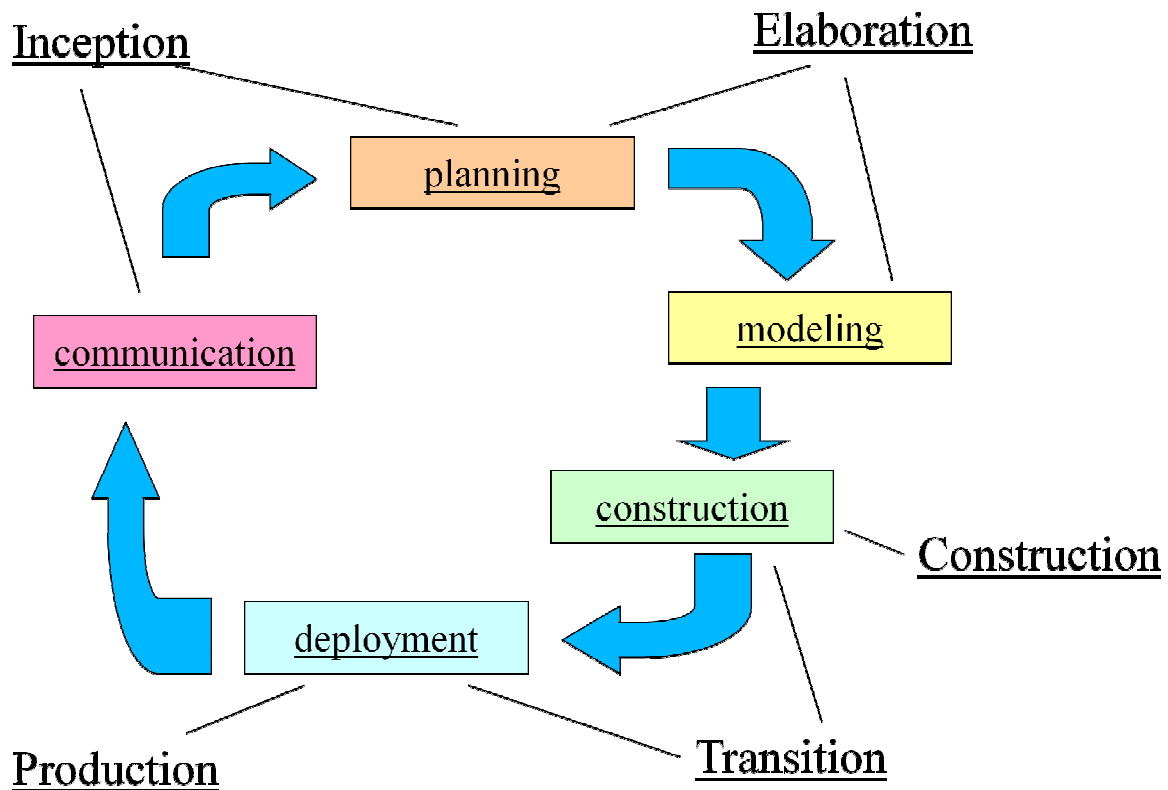 Inception
Elaboration
planning
modeling
communication
construction
Construction
deployment
Production
Transition